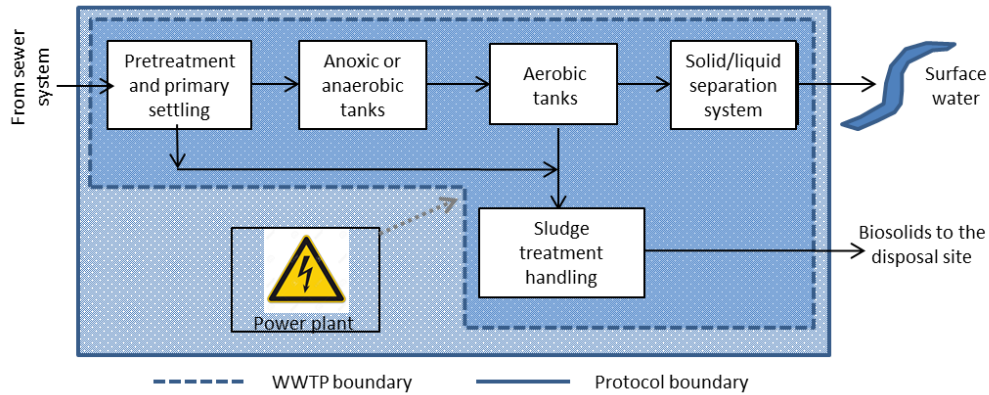 From sewer
system
Pretreatment
and primary
settling
Anoxic or
anaerobic
tanks
Aerobic
tanks
Solid/liquid
separation
system
Surface
water
Sludge
treatment
handling
Biosolids to the
disposal site
Power plant
WWTP boundary
Protocol boundary